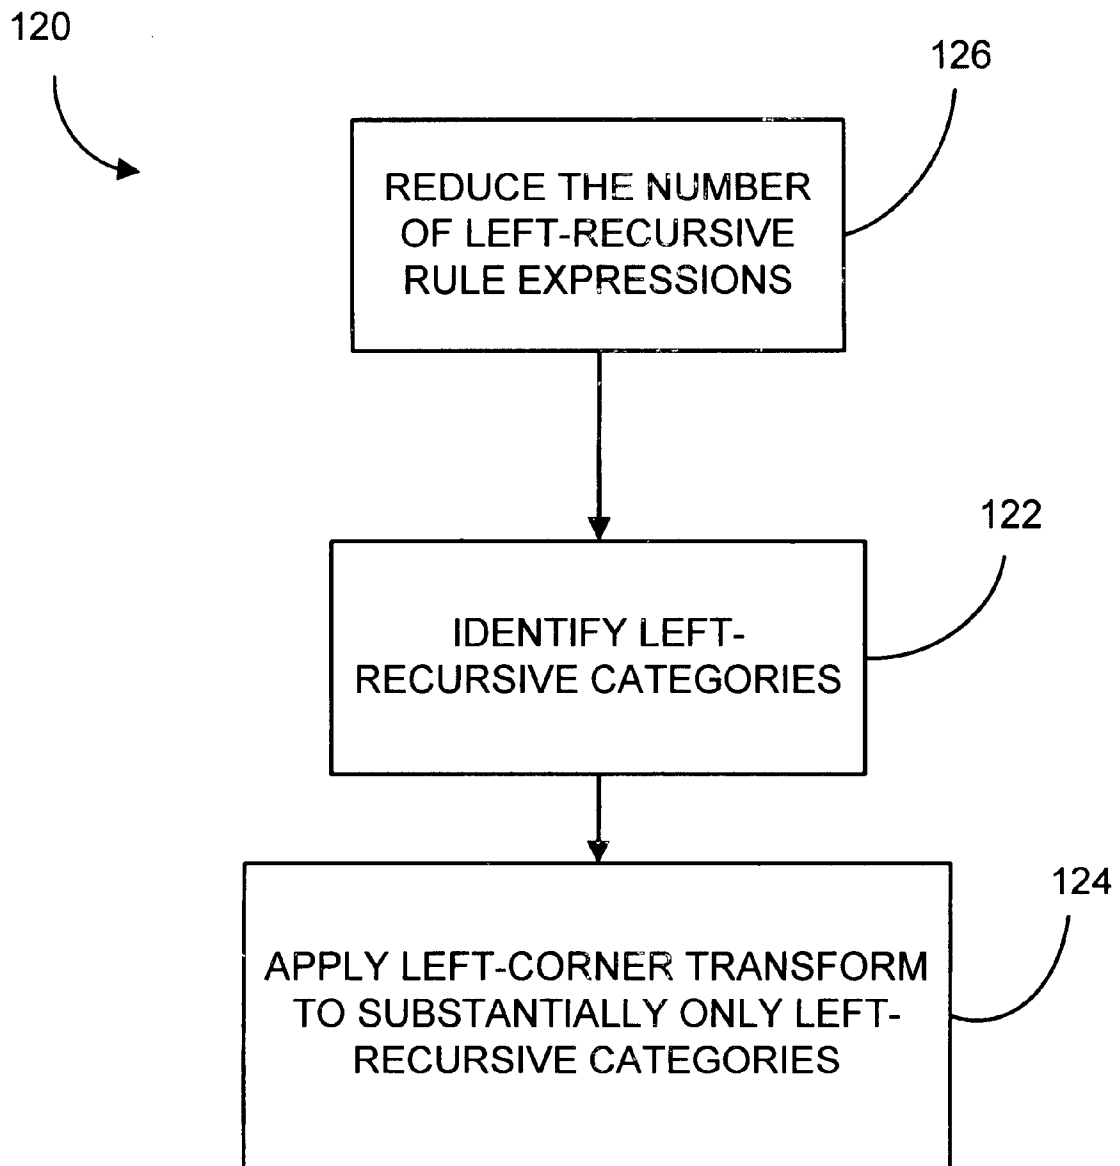 120
126
REDUCE THE NUMBER
OF LEFT-RECURSIVE
RULE EXPRESSIONS
122
IDENTIFY LEFT-
RECURSIVE CATEGORIES
124
APPLY LEFT-CORNER TRANSFORM
TO SUBSTANTIALLY ONLY LEFT-
RECURSIVE CATEGORIES